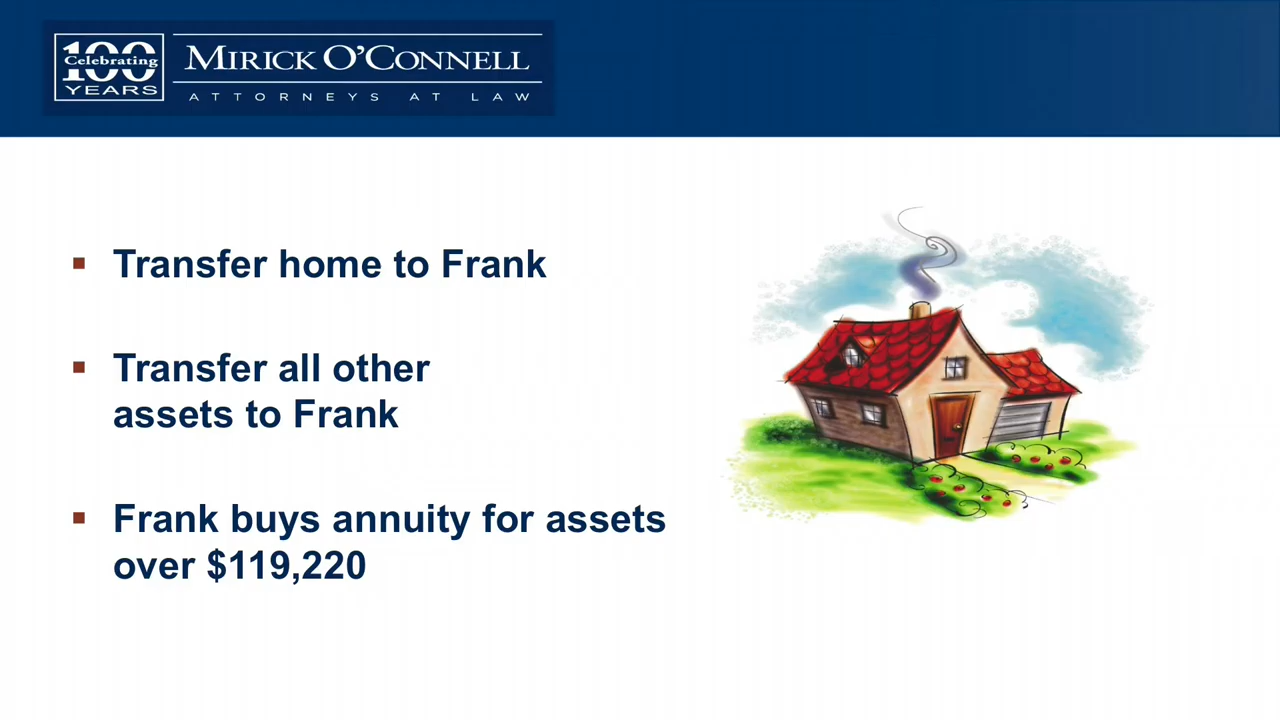 100
Celebrating
YEARS
MIRICK O'CONNELL
ATTORNEYS AT LAW
Transfer home to Frank
Transfer all other
assets to Frank
Frank buys annuity for assets
over $119,220